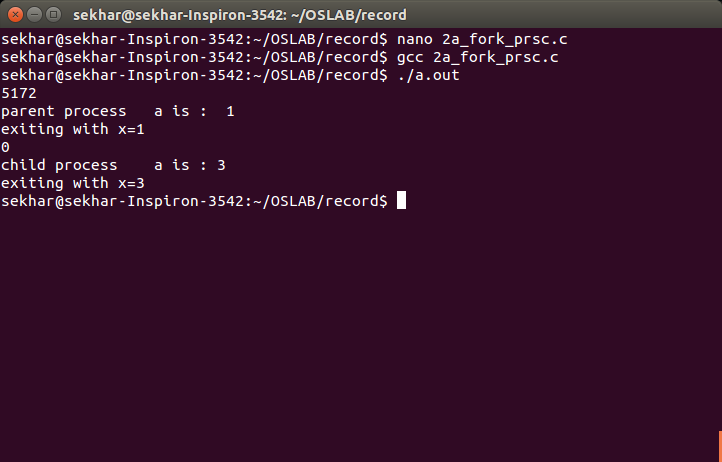 sekhar@sekhar-Inspiron-3542: ~/OSLAB/record
sekhar@sekhar-Inspiron-3542:~/OSLAB/record$ nano 2a_fork_prsc.c
sekhar@sekhar-Inspiron-3542:~/OSLAB/record$ gcc 2a_fork_prsc.c
sekhar@sekhar-Inspiron-3542:~/OSLAB/record$ ./a.out
5172
parent process   a is :  1
exiting with x=1
0
child process    a is : 3
exiting with x=3
sekhar@sekhar-Inspiron-3542:~/OSLAB/record$